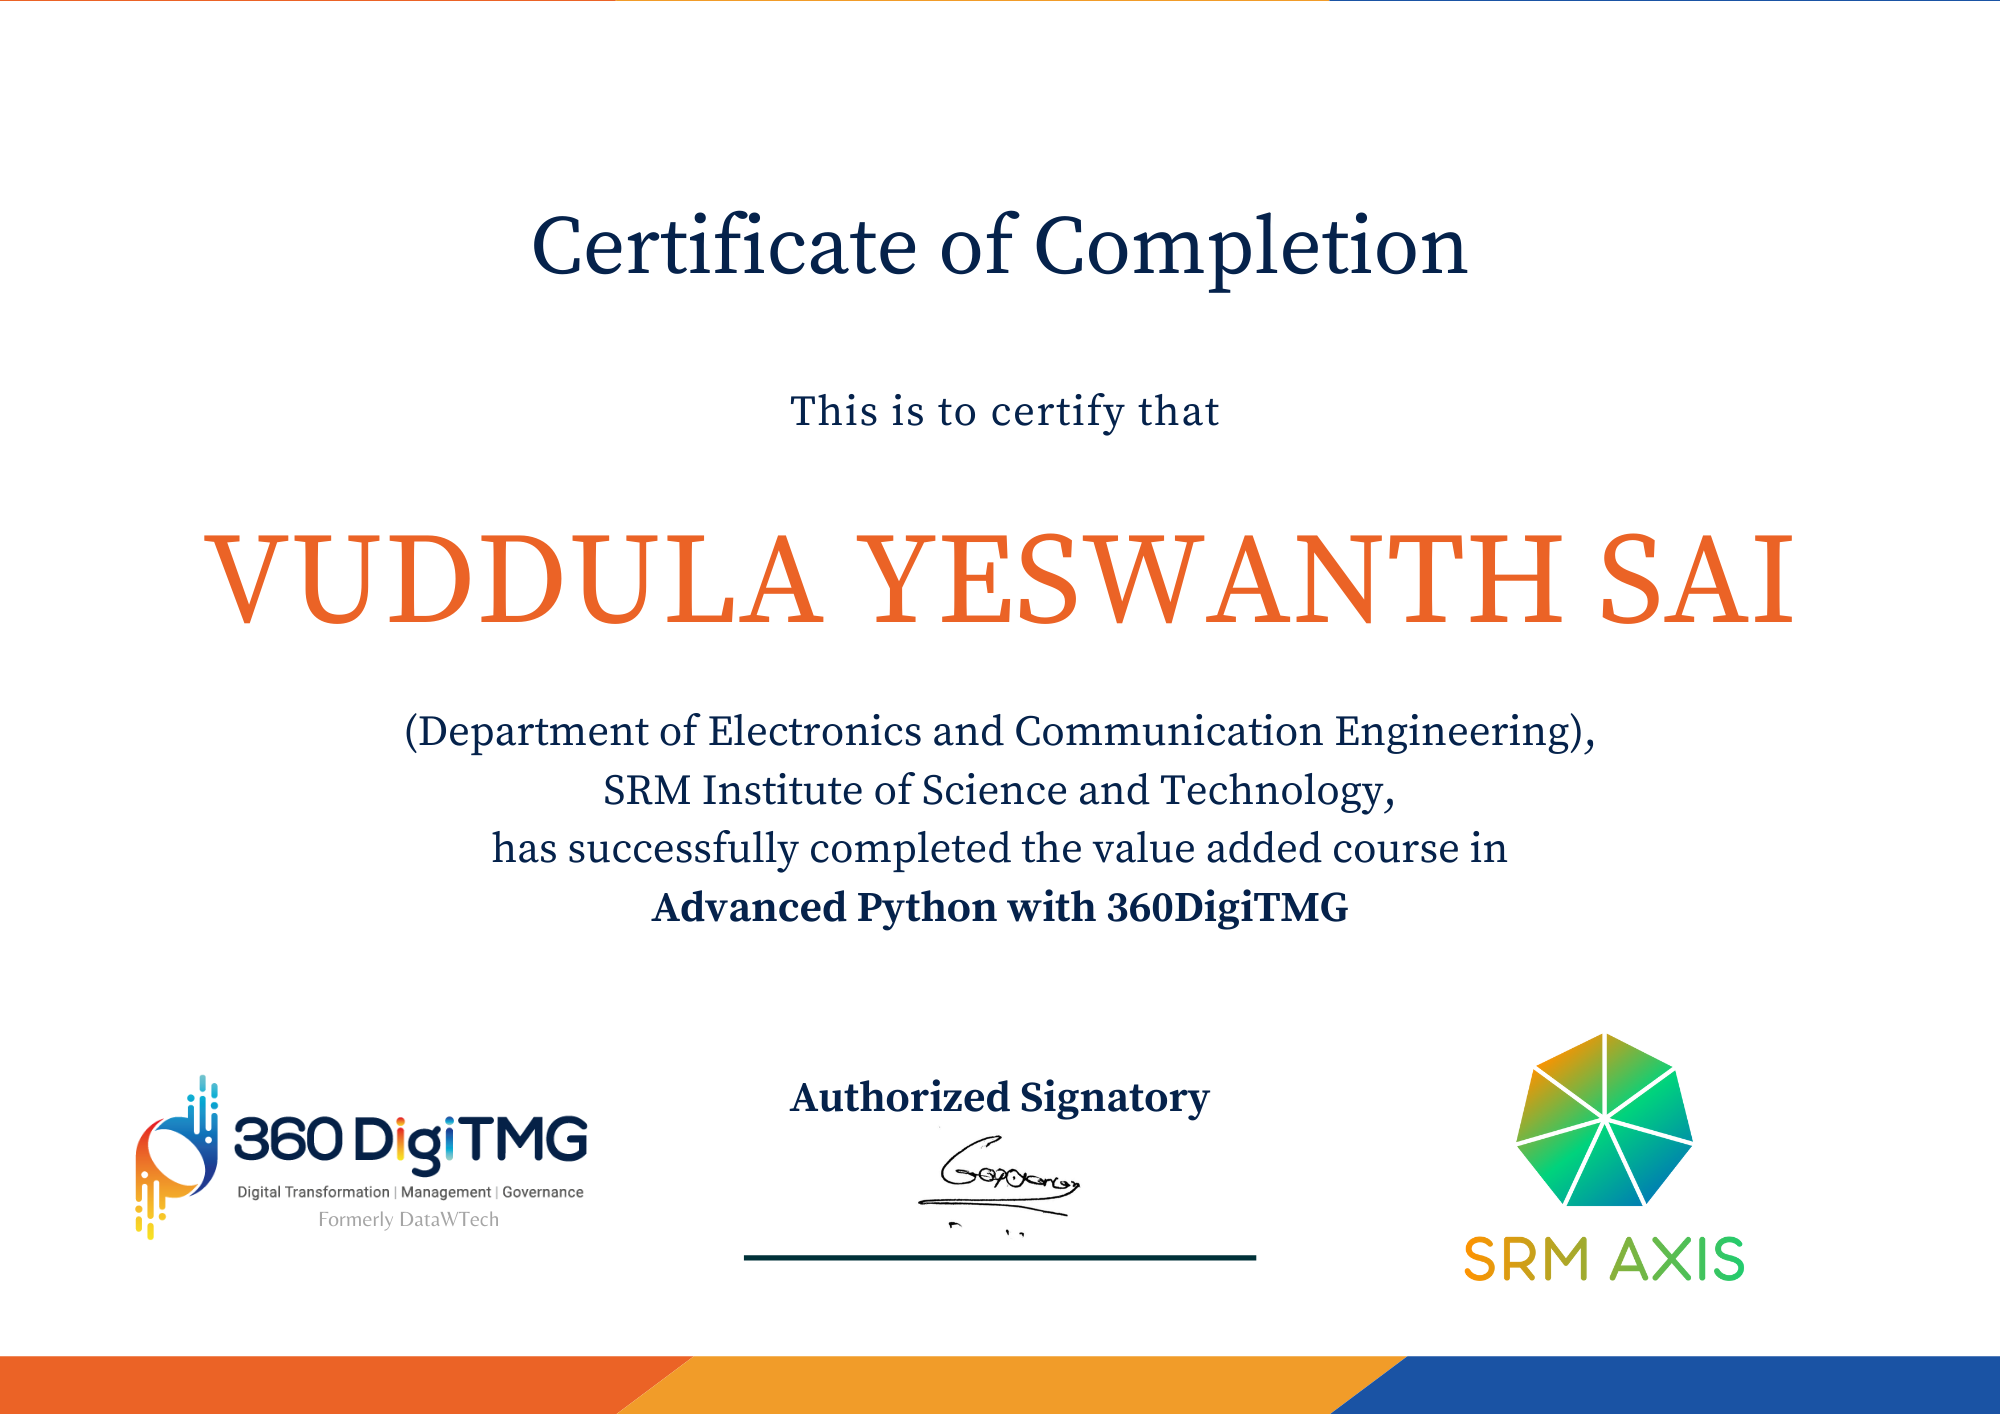 Certificate of Completion
This is to certify that
VUDDULA YESWANTH SAI
(Department of Electronics and Communication Engineering),
SRM Institute of Science and Technology,
has successfully completed the value added course in
Advanced Python with 360DigiTMG
Authorized Signatory
360 DigiTMG
Digital Transformation | Management | Governance
Formerly DataWTech
SRM AXIS